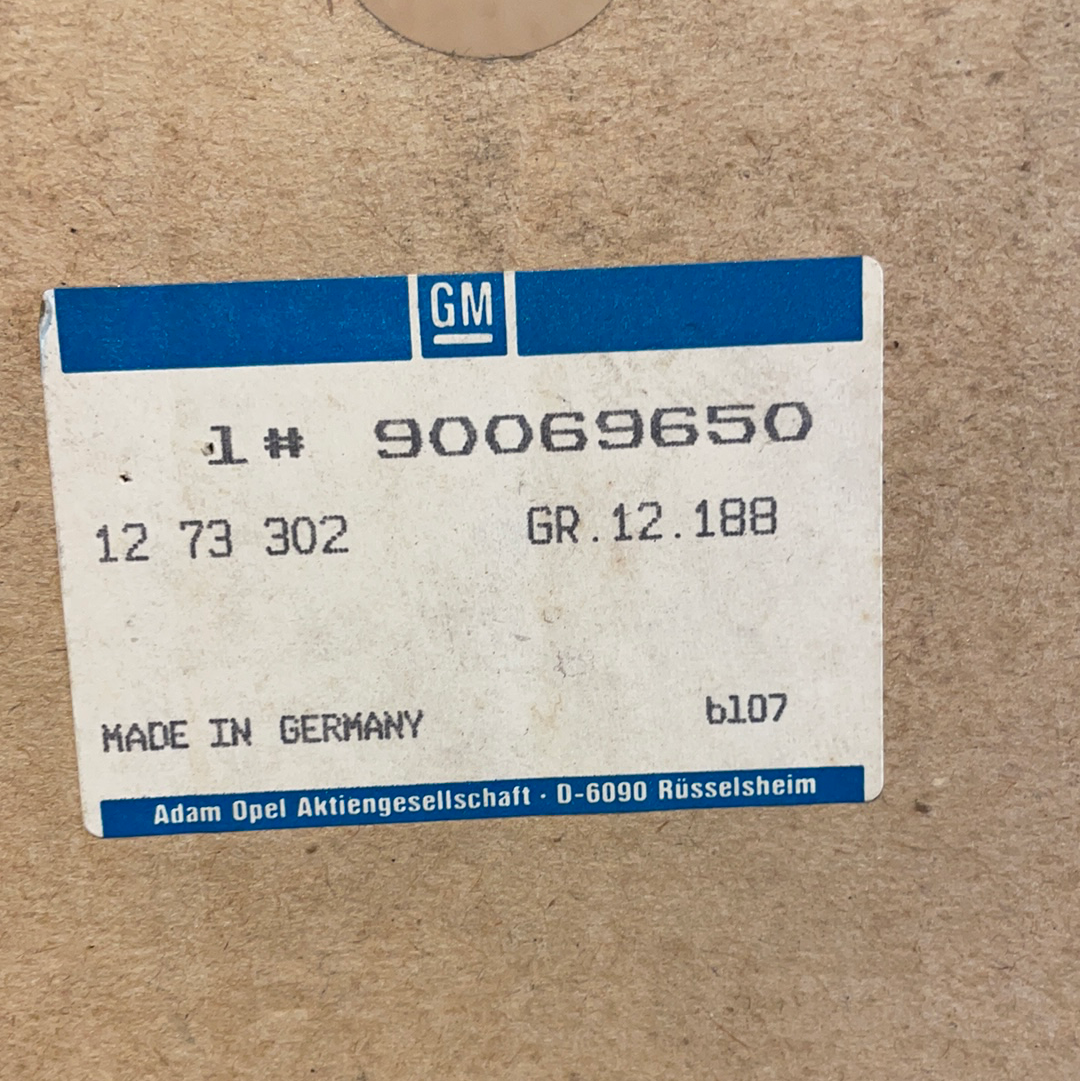 GM
1# 90069650
12 73 302 GR.12.188
MADE IN GERMANY b107
Adam Opel Aktiengesellschaft · D-6090 Rüsselsheim